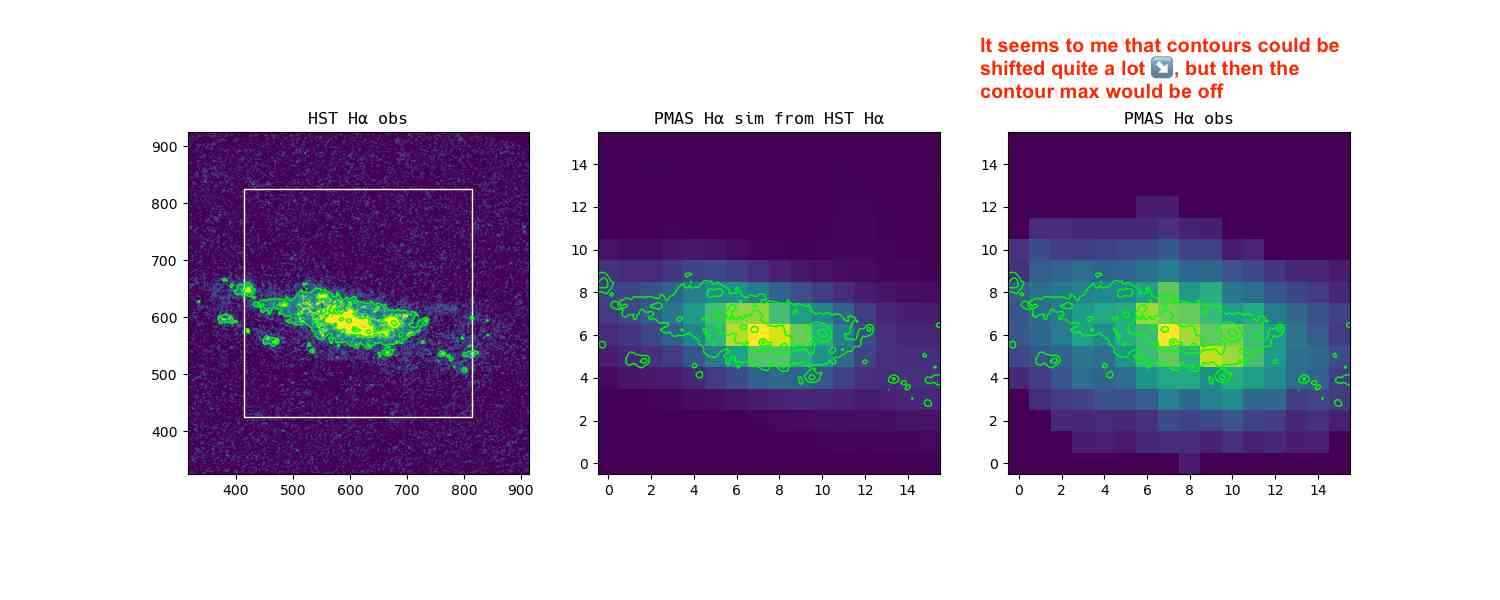 It seems to me that contours could be
shifted quite a lot ↘️, but then the
contour max would be off
HST Hα obs
PMAS Hα sim from HST Hα
PMAS Hα obs
900
800
700
600
500
400
400 500 600 700 800 900
14
12
10
8
6
4
2
0
0 2 4 6 8 10 12 14
14
12
10
8
6
4
2
0
0 2 4 6 8 10 12 14